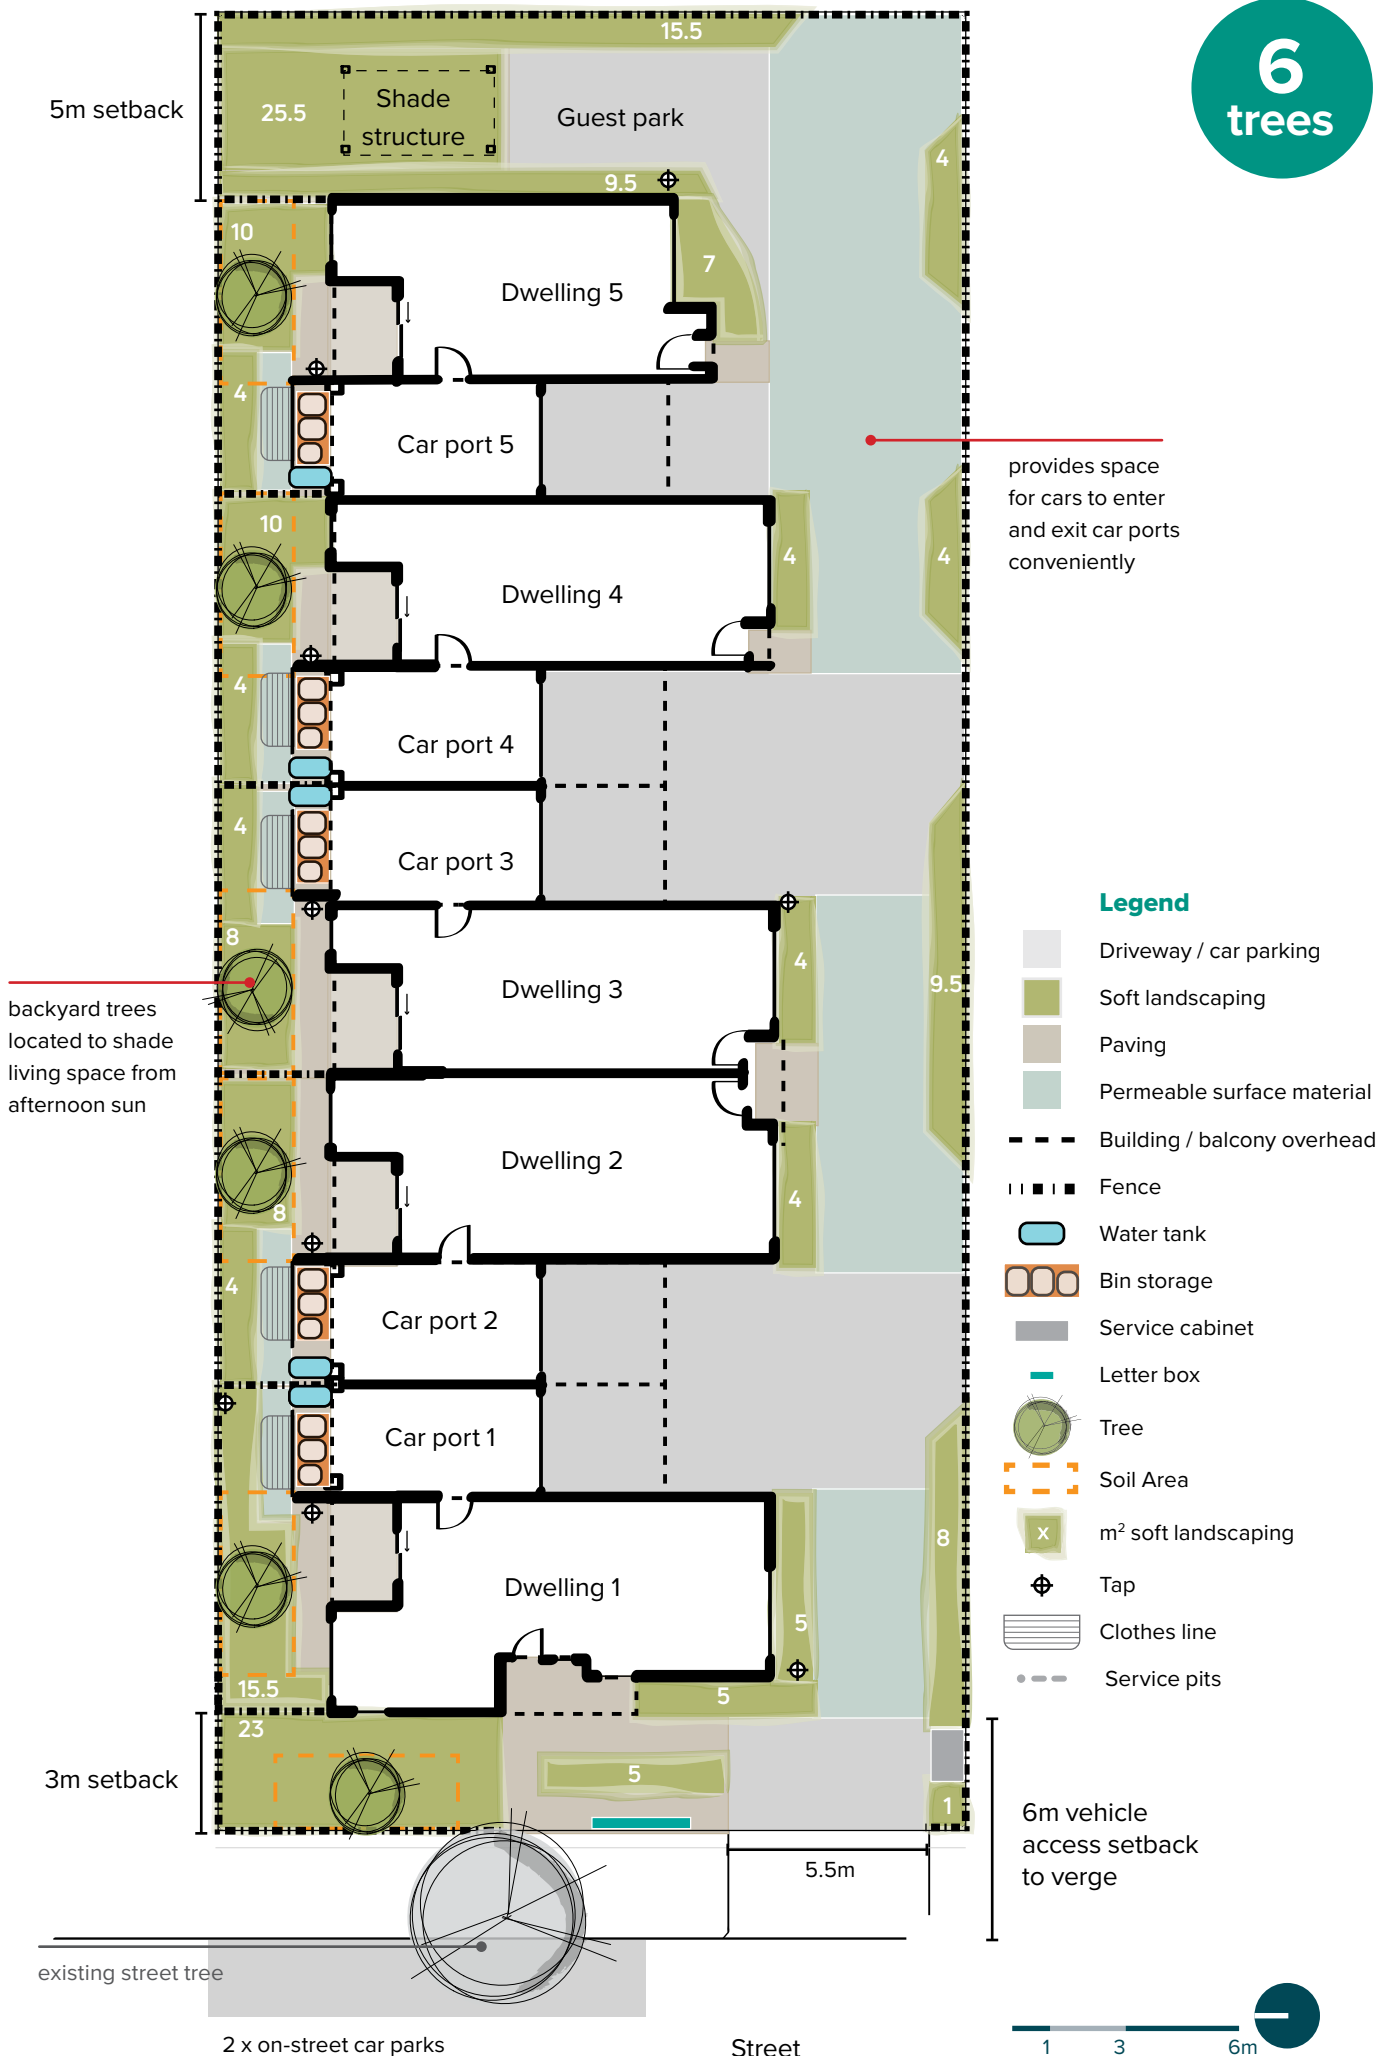 15.5
6
trees
5m setback
25.5
Shade
structure
Guest park
4
9.5
10
7
Dwelling 5
4
Car port 5
provides space
for cars to enter
and exit car ports
conveniently
10
4
4
Dwelling 4
4
Car port 4
4
Car port 3
8
4
9.5
Dwelling 3
backyard trees
located to shade
living space from
afternoon sun
Dwelling 2
8
4
4
Car port 2
Car port 1
Dwelling 1
8
5
15.5
5
23
3m setback
5
1
5.5m
6m vehicle
access setback
to verge
Legend
Driveway / car parking
Soft landscaping
Paving
Permeable surface material
Building / balcony overhead
Fence
Water tank
Bin storage
Service cabinet
Letter box
Tree
Soil Area
x m² soft landscaping
Tap
Clothes line
Service pits
existing street tree
2 x on-street car parks
Street
1 3 6m